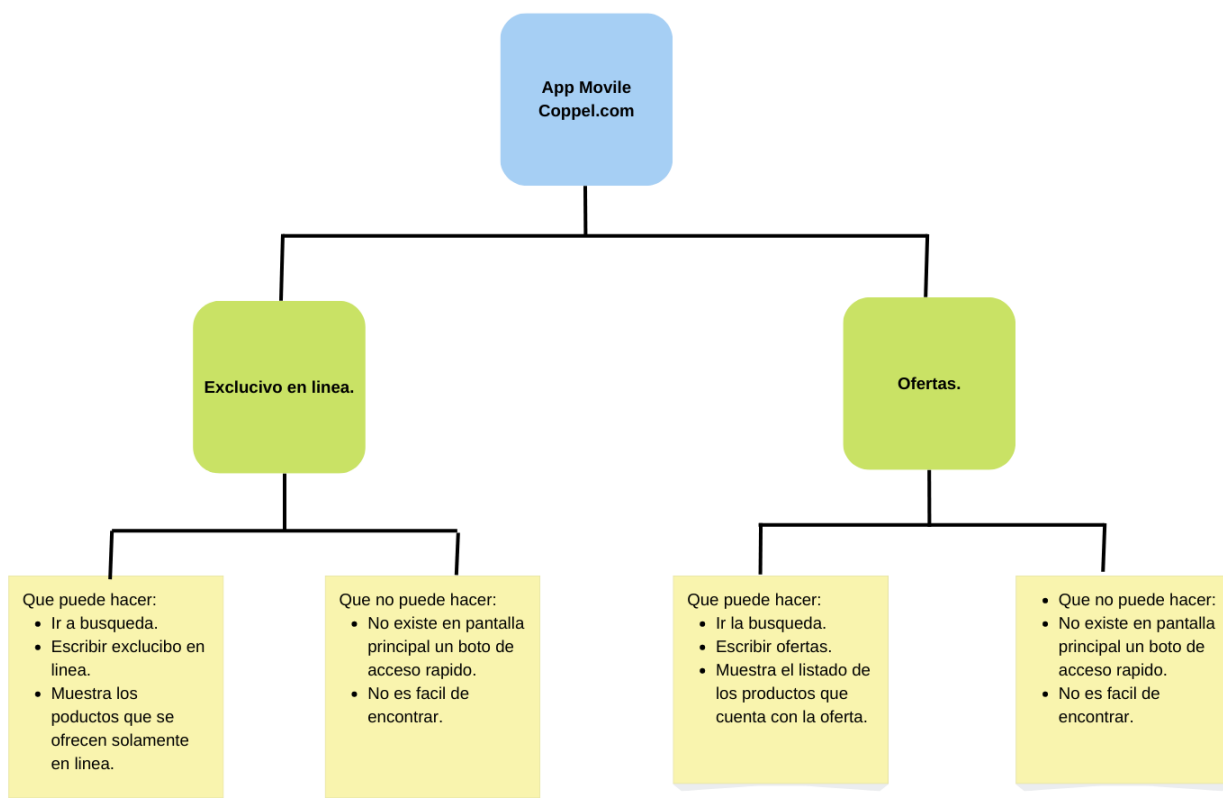 App Movile
Coppel.com
Exclucivo en linea.
Ofertas.
Que puede hacer:
Ir a busqueda.
Escribir exclucibo en
linea.
Muestra los
poductos que se
ofrecen solamente
en linea.
Que no puede hacer:
No existe en pantalla
principal un boto de
acceso rapido.
No es facil de
encontrar.
Que puede hacer:
Ir la busqueda.
Escribir ofertas.
Muestra el listado de
los productos que
cuenta con la oferta.
Que no puede hacer:
No existe en pantalla
principal un boto de
acceso rapido.
No es facil de
encontrar.